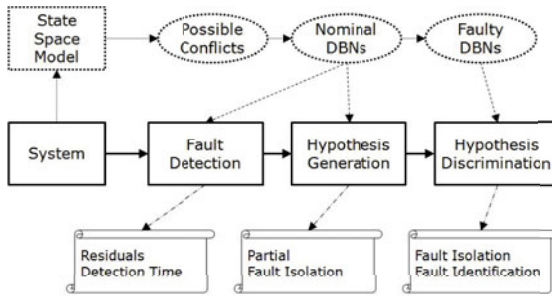 State
Space
Model
Possible
Conflicts
Nominal
DBNs
Faulty
DBNs
System
Fault
Detection
Hypothesis
Generation
Hypothesis
Discrimination
Residuals
Detection Time
Partial
Fault Isolation
Fault Isolation
Fault Identification